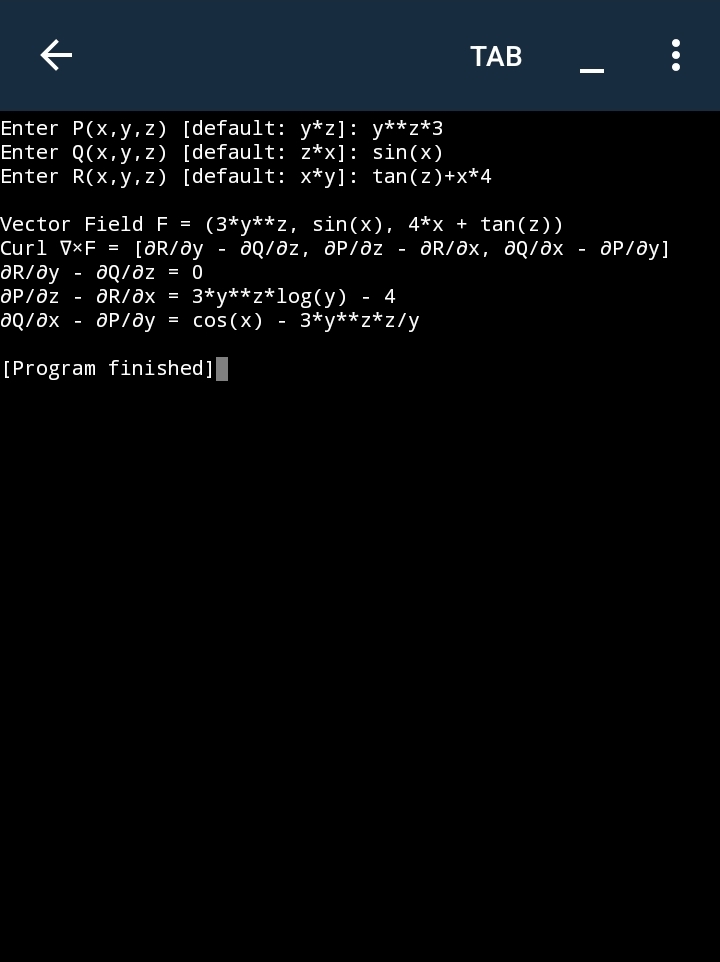 TAB
Enter P(x,y,z) [default: y*z]: y**z*3
Enter Q(x,y,z) [default: z*x]: sin(x)
Enter R(x,y,z) [default: x*y]: tan(z)+x*4
Vector Field F = (3*y**z, sin(x), 4*x + tan(z))
Curl ∇×F = [∂R/∂y - ∂Q/∂z, ∂P/∂z - ∂R/∂x, ∂Q/∂x - ∂P/∂y]
∂R/∂y - ∂Q/∂z = 0
∂P/∂z - ∂R/∂x = 3*y**z*log(y) - 4
∂Q/∂x - ∂P/∂y = cos(x) - 3*y**z*z/y
[Program finished]